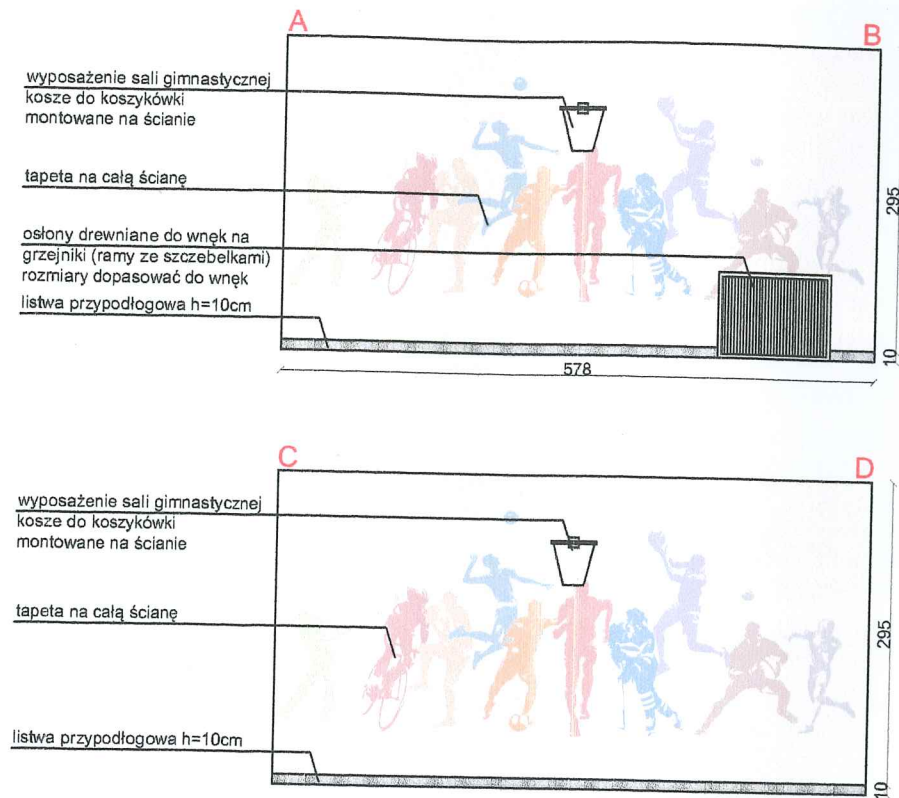 A
B
wyposażenie sali gimnastycznej
kosze do koszykówki
montowane na ścianie
tapeta na całą ścianę
osłony drewniane do wnęk na
grzejniki (ramy ze szczebelkami)
rozmiary dopasować do wnęk
listwa przypodłogowa h=10cm
295
10
578
C
D
wyposażenie sali gimnastycznej
kosze do koszykówki
montowane na ścianie
tapeta na całą ścianę
295
listwa przypodłogowa h=10cm
10